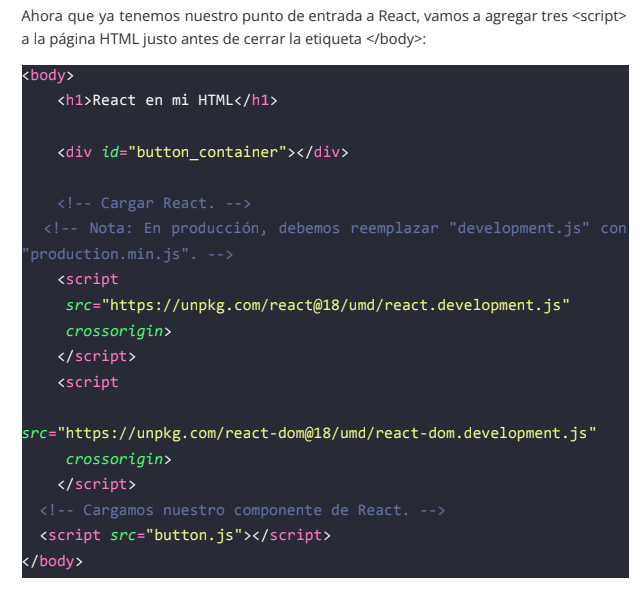 Ahora que ya tenemos nuestro punto de entrada a React, vamos a agregar tres <script>
a la página HTML justo antes de cerrar la etiqueta </body>:
<body>
    <h1>React en mi HTML</h1>
    <div id="button_container"></div>
    <!-- Cargar React. -->
  <!-- Nota: En producción, debemos reemplazar "development.js" con
"production.min.js". -->
    <script
     src="https://unpkg.com/react@18/umd/react.development.js"
     crossorigin>
    </script>
    <script
src="https://unpkg.com/react-dom@18/umd/react-dom.development.js"
     crossorigin>
    </script>
  <!-- Cargamos nuestro componente de React. -->
  <script src="button.js"></script>
</body>